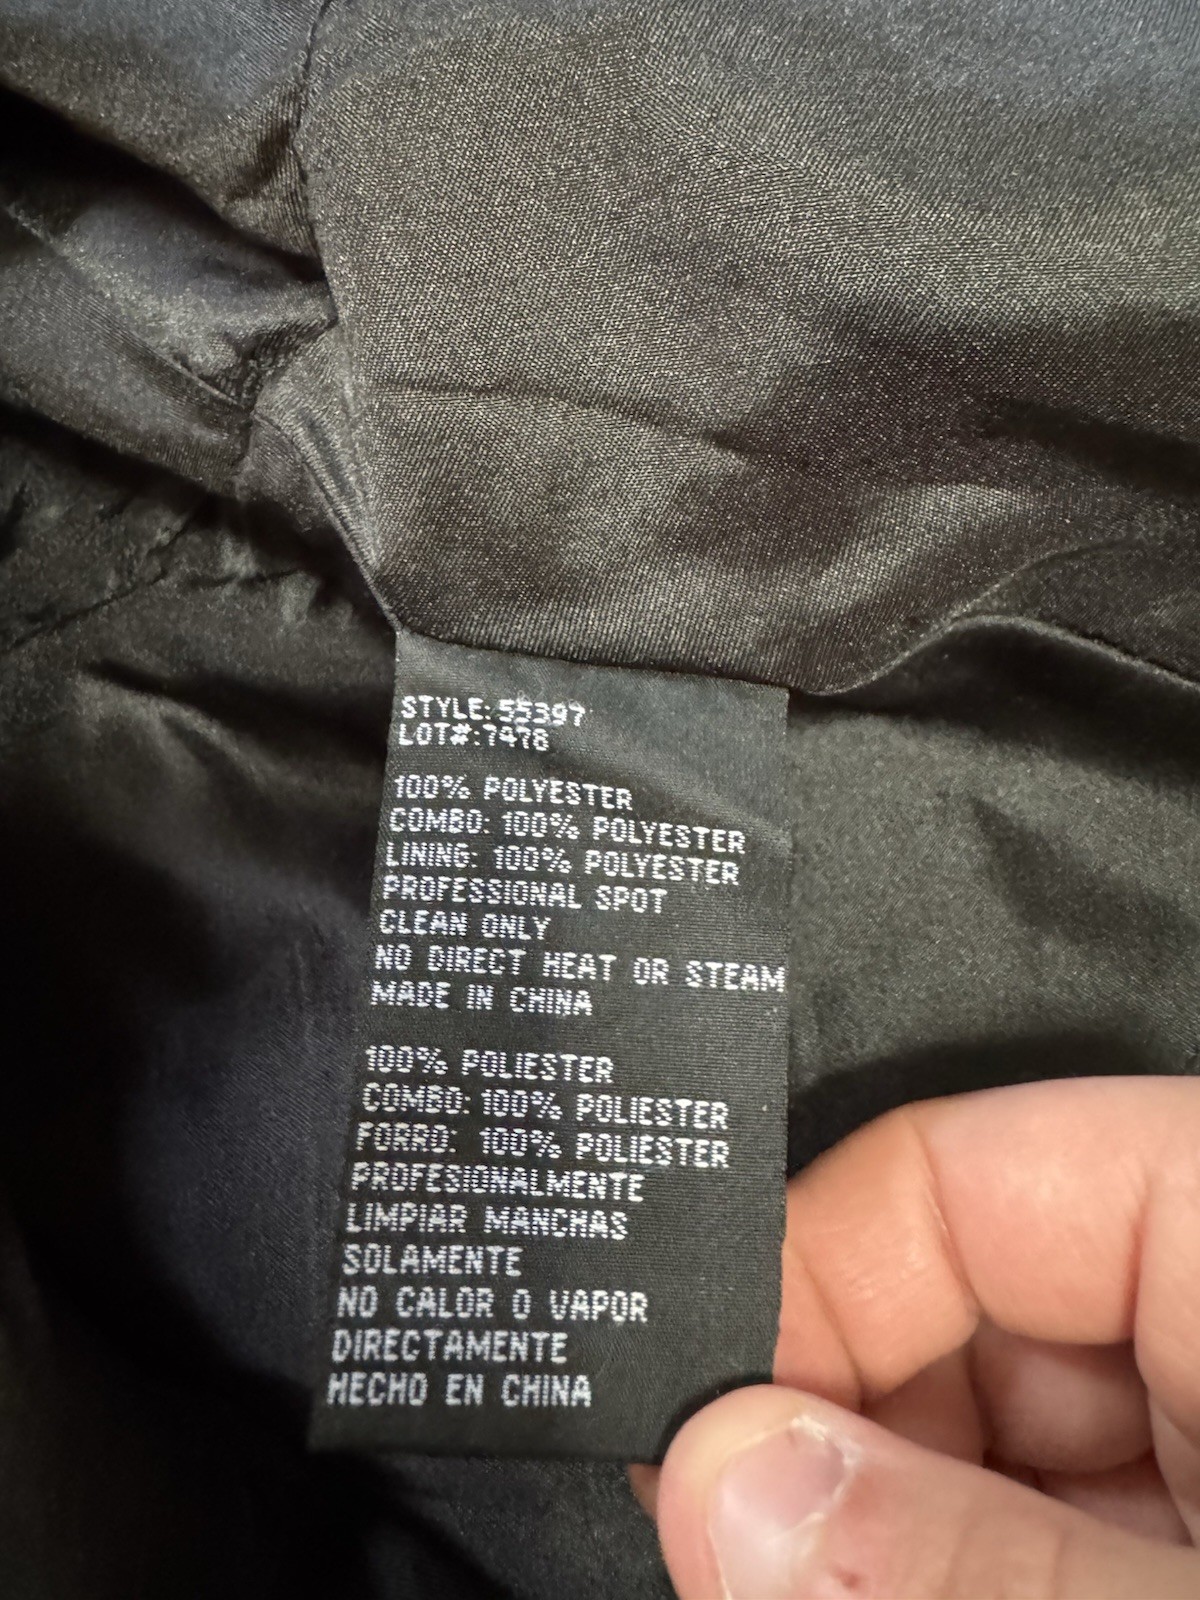 STYLE: 55397
LOT#: 7478
100% POLYESTER
COMBO: 100% POLYESTER
LINING: 100% POLYESTER
PROFESSIONAL SPOT
CLEAN ONLY
NO DIRECT HEAT OR STEAM
MADE IN CHINA
100% POLIESTER
COMBO: 100% POLIESTER
FORRO: 100% POLIESTER
PROFESIONALMENTE
LIMPIAR MANCHAS
SOLAMENTE
NO CALOR O VAPOR
DIRECTAMENTE
HECHO EN CHINA